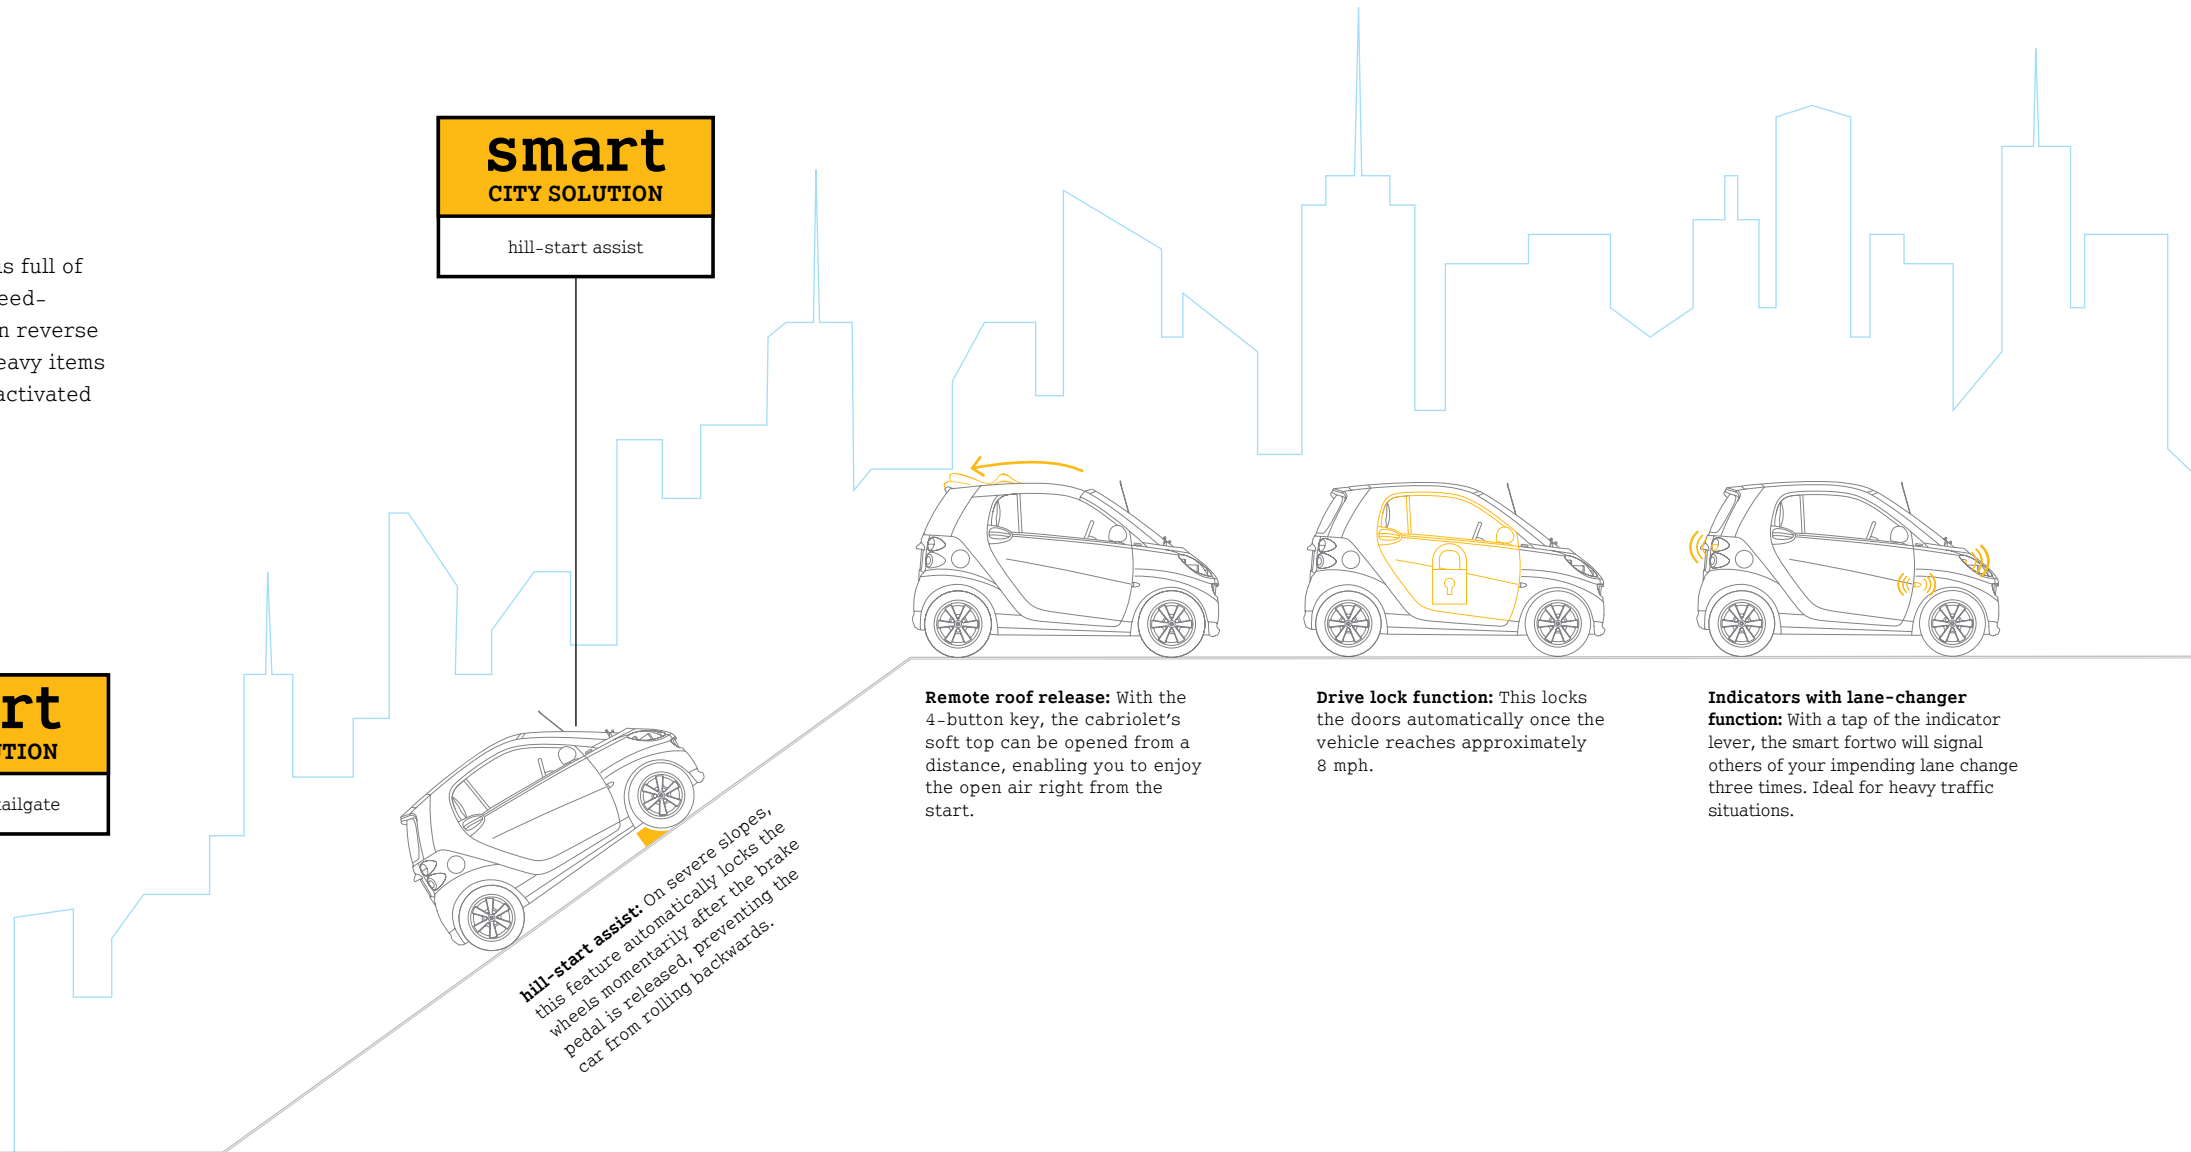 is full of
reverse
items
activated
smart
CITY SOLUTION
hill-start assist
hill-start assist: On severe slopes,
this feature automatically locks the
wheels momentarily after the brake
pedal is released, preventing the
car from rolling backwards.
Remote roof release: With the
4-button key, the cabriolet's
soft top can be opened from a
distance, enabling you to enjoy
the open air right from the
start.
Drive lock function: This locks
the doors automatically once the
vehicle reaches approximately
8 mph.
Indicators with lane-changer
function: With a tap of the indicator
lever, the smart fortwo will signal
others of your impending lane change
three times. Ideal for heavy traffic
situations.